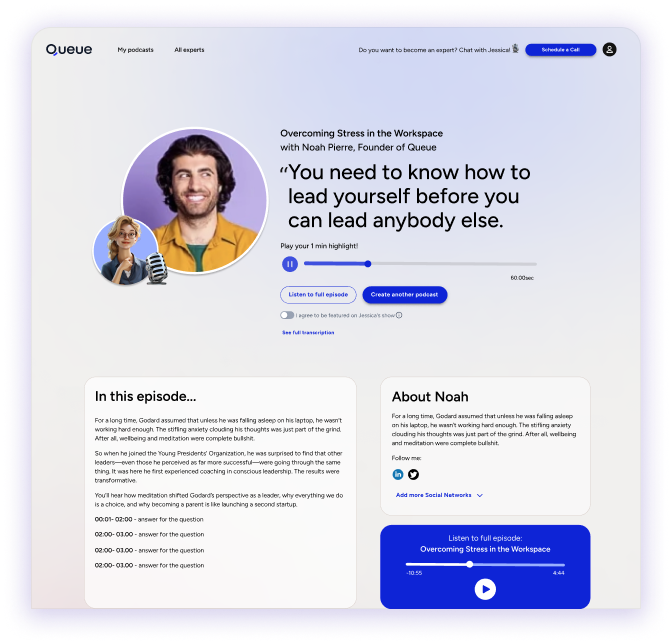 Queue
My podcasts
All experts
Do you want to become an expert? Chat with Jessica!
Schedule a Call
Overcoming Stress in the Workspace
with Noah Pierre, Founder of Queue
“You need to know how to
lead yourself before you
can lead anybody else.
Play your 1 min highlight!
60.00sec
Listen to full episode
Create another podcast
I agree to be featured on Jessica's show
See full transcription
In this episode...
For a long time, Godard assumed that unless he was falling asleep on his laptop, he wasn't
working hard enough. The stifling anxiety clouding his thoughts was just part of the grind.
After all, wellbeing and meditation were complete bullshit.
So when he joined the Young Presidents' Organization, he was surprised to find that other
leaders—even those he perceived as far more successful—were going through the same
thing. It was here he first experienced coaching in conscious leadership. The results were
transformative.
You'll hear how meditation shifted Godard's perspective as a leader, why everything we do
is a choice, and why becoming a parent is like launching a second startup.
00:01- 02:00 - answer for the question
02:00- 03.00 - answer for the question
02:00- 03.00 - answer for the question
02:00- 03.00 - answer for the question
About Noah
For a long time, Godard assumed that unless he was falling asleep
on his laptop, he wasn't working hard enough. The stifling anxiety
clouding his thoughts was just part of the grind. After all, wellbeing
and meditation were complete bullshit.
Follow me:
in
Add more Social Networks
Listen to full episode:
Overcoming Stress in the Workspace
-10:55
4:44